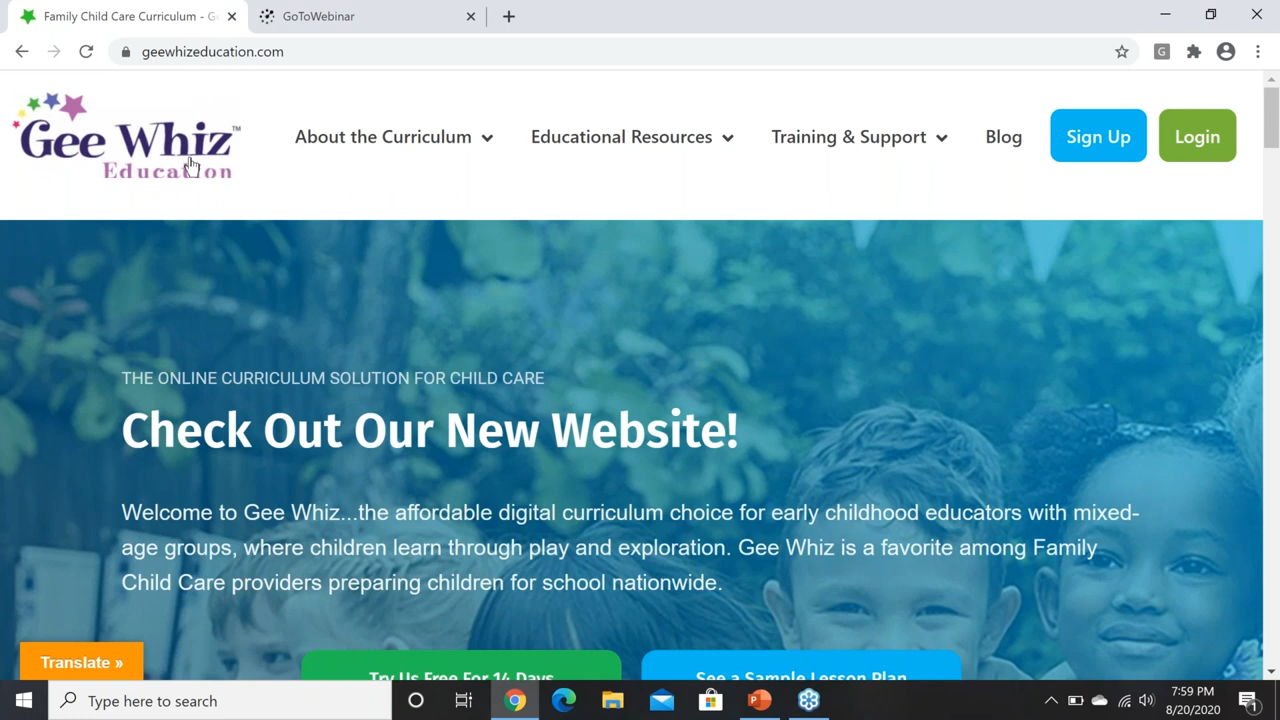 Family Child Care Curriculum - G
GoToWebinar
geewhizeducation.com
G
Gee Whiz™
Education
About the Curriculum
Educational Resources
Training & Support
Blog
Sign Up
Login
THE ONLINE CURRICULUM SOLUTION FOR CHILD CARE
Check Out Our New Website!
Welcome to Gee Whiz...the affordable digital curriculum choice for early childhood educators with mixed-
age groups, where children learn through play and exploration. Gee Whiz is a favorite among Family
Child Care providers preparing children for school nationwide.
Translate »
Try Us Free For 14 Days
See a Sample Lesson Plan
Type here to search
7:59 PM
8/20/2020
1